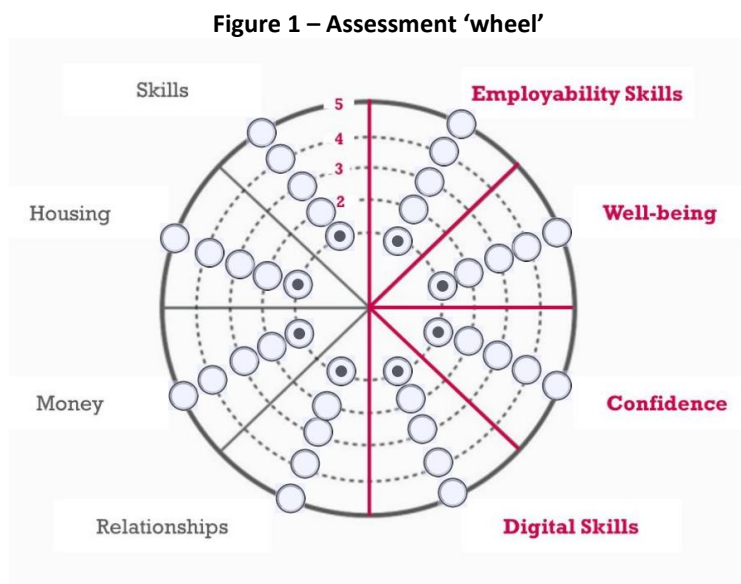 Figure 1 – Assessment ‘wheel’
Skills
5
Employability Skills
4
3
2
Housing
Well-being
Money
Confidence
Relationships
Digital Skills